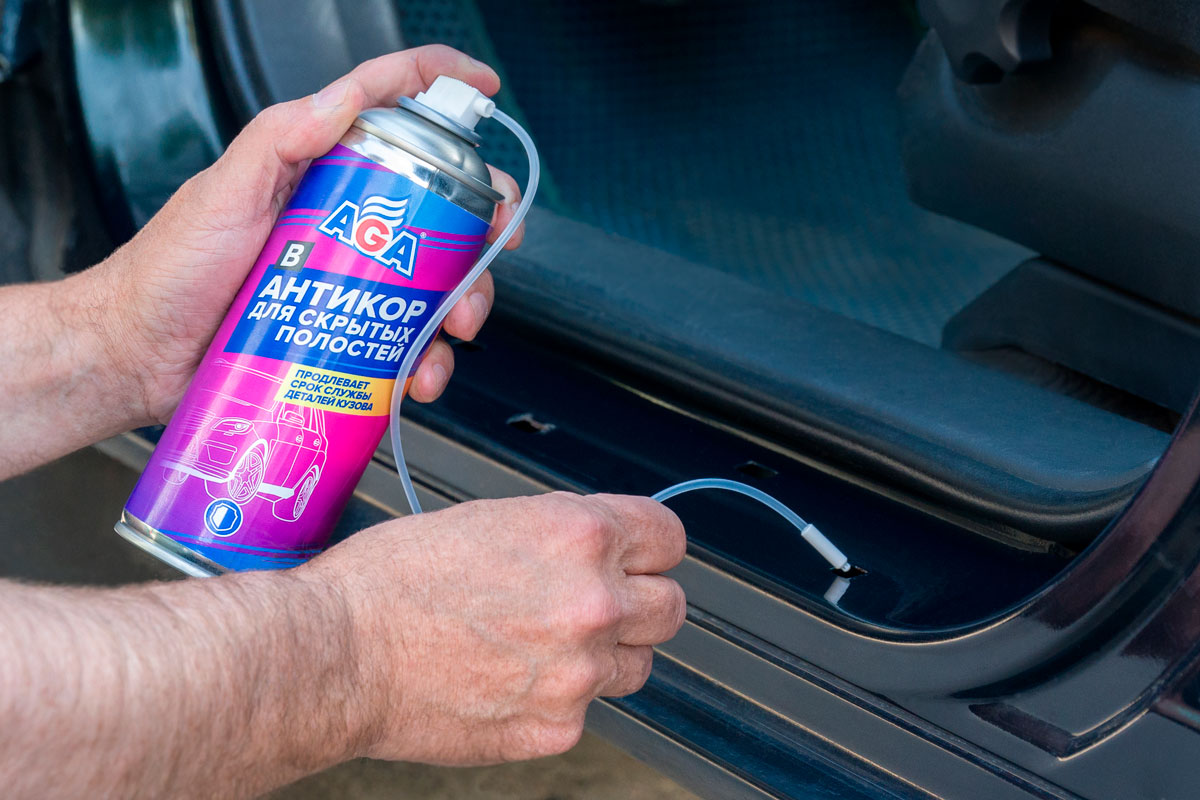 AGA®
В
АНТИКОР
ДЛЯ СКРЫТЫХ
ПОЛОСТЕЙ
ПРОДЛЕВАЕТ
СРОК СЛУЖБЫ
ДЕТАЛЕЙ КУЗОВА